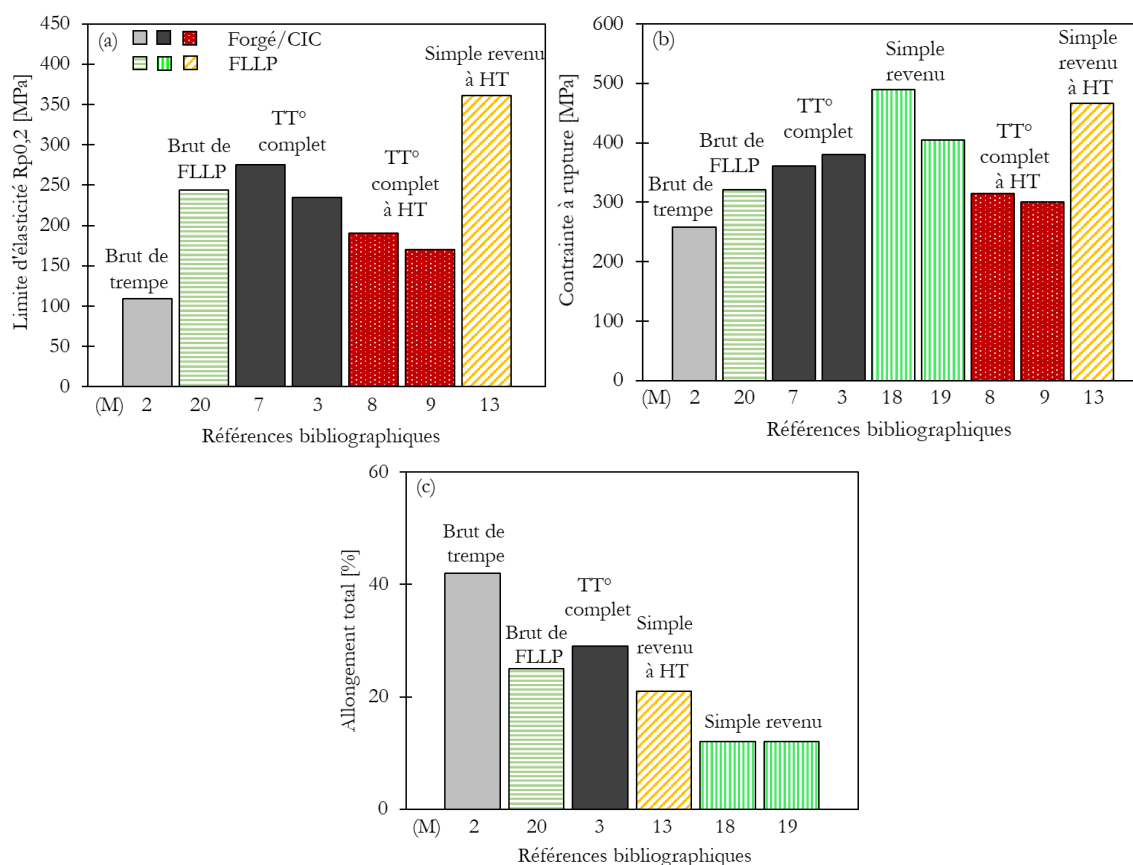 (a)
Forgé/CIC
FLLP
Limite d'élasticité Rp0,2 [MPa]
450
400
350
300
250
200
150
100
50
0
Brut de
trempe
Brut de
FLLP
TT°
complet
TT°
complet
à HT
Simple revenu
à HT
(M) 2 20 7 3 8 9 13
Références bibliographiques
(b)
Contrainte à rupture [MPa]
600
500
400
300
200
100
0
Brut de
trempe
Brut de
FLLP
TT°
complet
Simple
revenu
TT°
complet
à HT
Simple
revenu
à HT
(M) 2 20 7 3 18 19 8 9 13
Références bibliographiques
(c)
Allongement total [%]
60
40
20
0
Brut de
trempe
Brut de
FLLP
TT°
complet
Simple
revenu
à HT
Simple revenu
(M) 2 20 3 13 18 19
Références bibliographiques